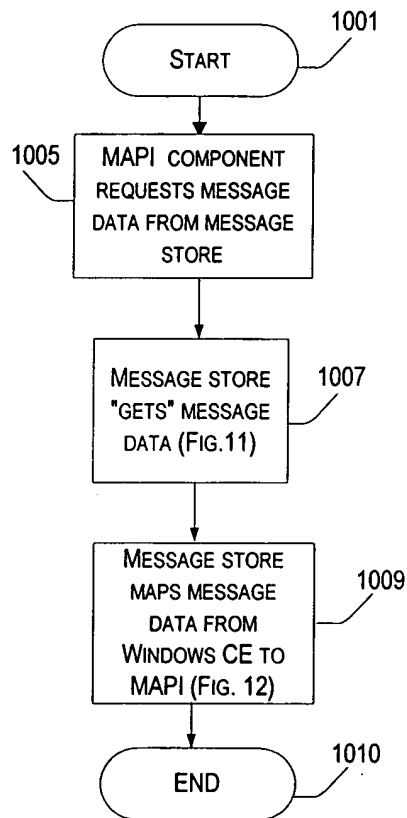 1001
START
1005
MAPI COMPONENT
REQUESTS MESSAGE
DATA FROM MESSAGE
STORE
MESSAGE STORE
"GETS" MESSAGE
DATA (FIG.11)
1007
MESSAGE STORE
MAPS MESSAGE
DATA FROM
WINDOWS CE TO
MAPI (FIG. 12)
1009
END
1010